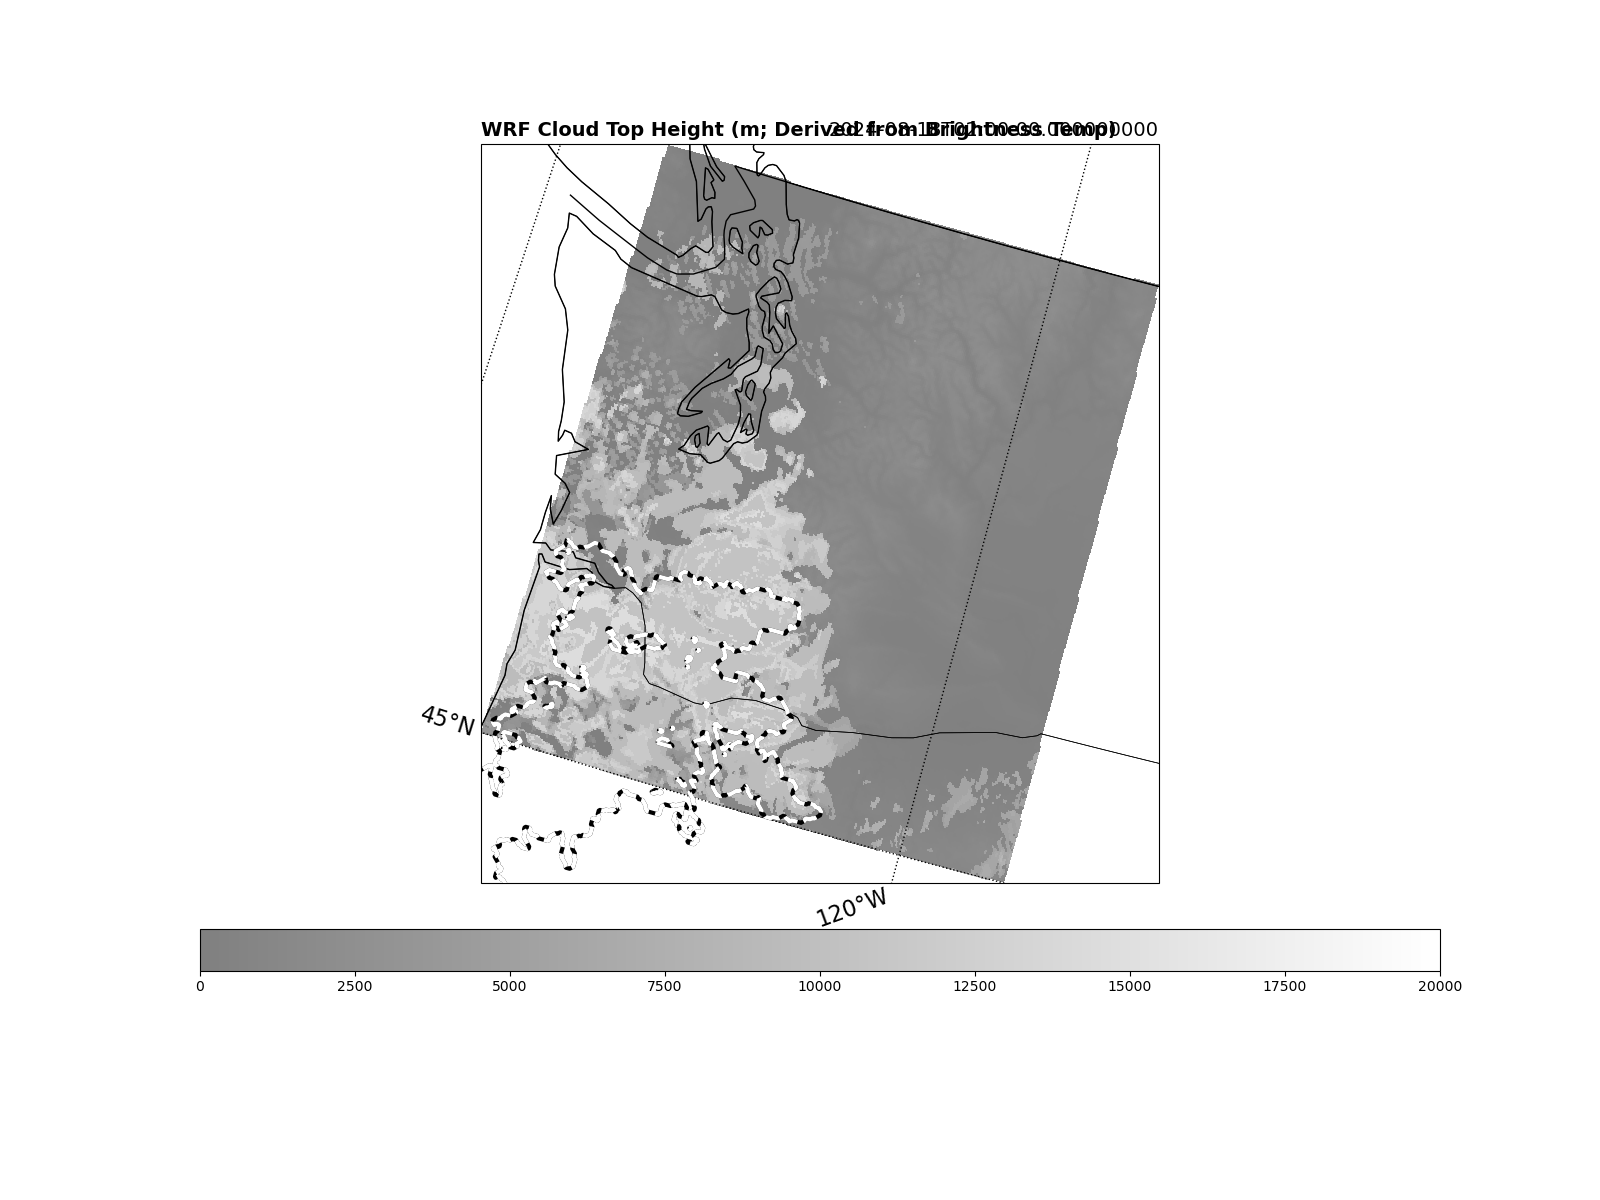 WRF Cloud Top Height (m; Derived from Brightness Temp)
45°N
120°W
0 2500 5000 7500 10000 12500 15000 17500 20000